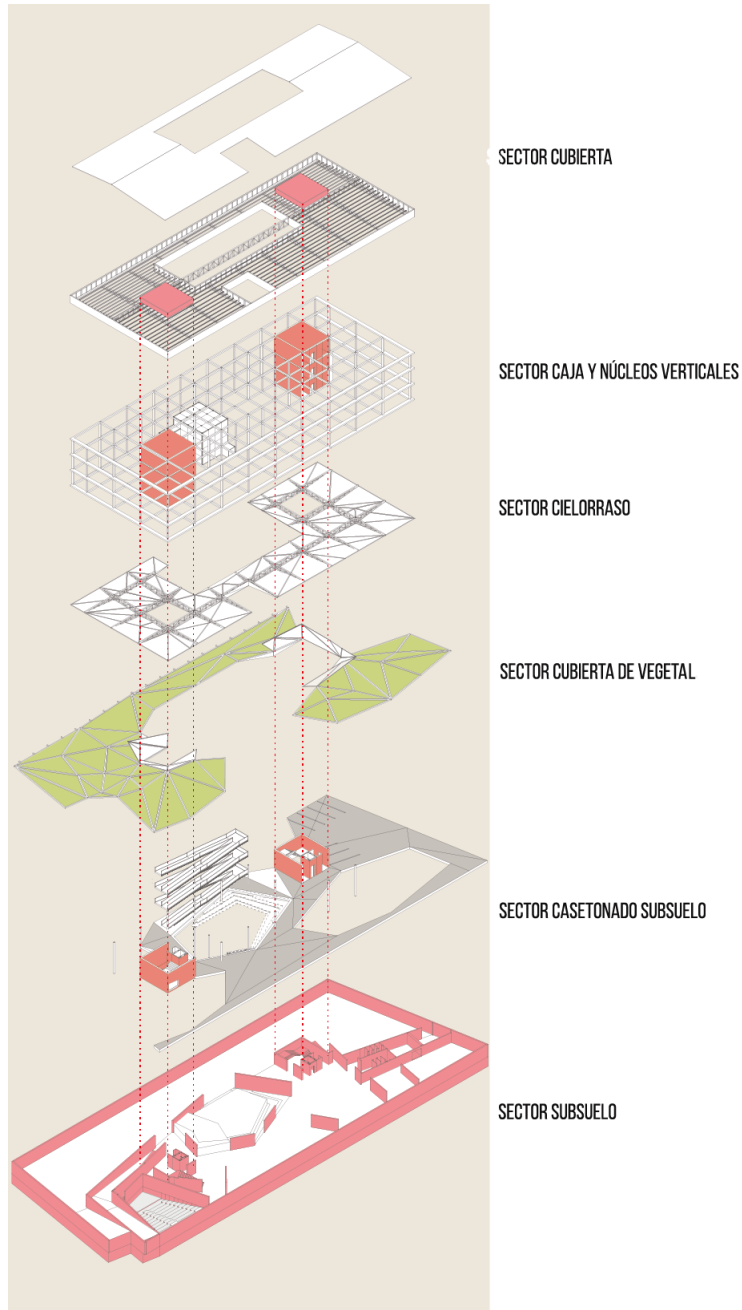 SECTOR CUBIERTA
SECTOR CAJA Y NÚCLEOS VERTICALES
SECTOR CIELORRASO
SECTOR CUBIERTA DE VEGETAL
SECTOR CASETONADO SUBSUELO
SECTOR SUBSUELO